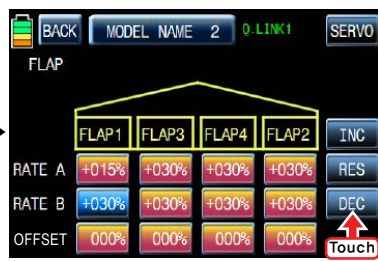 BACK MODEL NAME 2 Q-LINK1 SERVO
FLAP
FLAP1 FLAP3 FLAP4 FLAP2 INC
RATE A +015% +030% +030% +030% RES
RATE B +030% +030% +030% +030% DEC
OFFSET 000% 000% 000% 000%
Touch